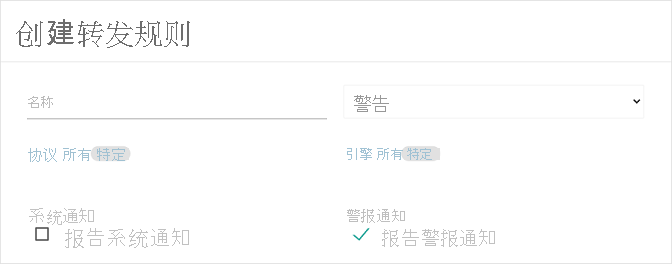 创建转发规则
名称
警告
协议 所有 特定
引擎 所有 特定
系统通知
警报通知
报告系统通知
报告警报通知